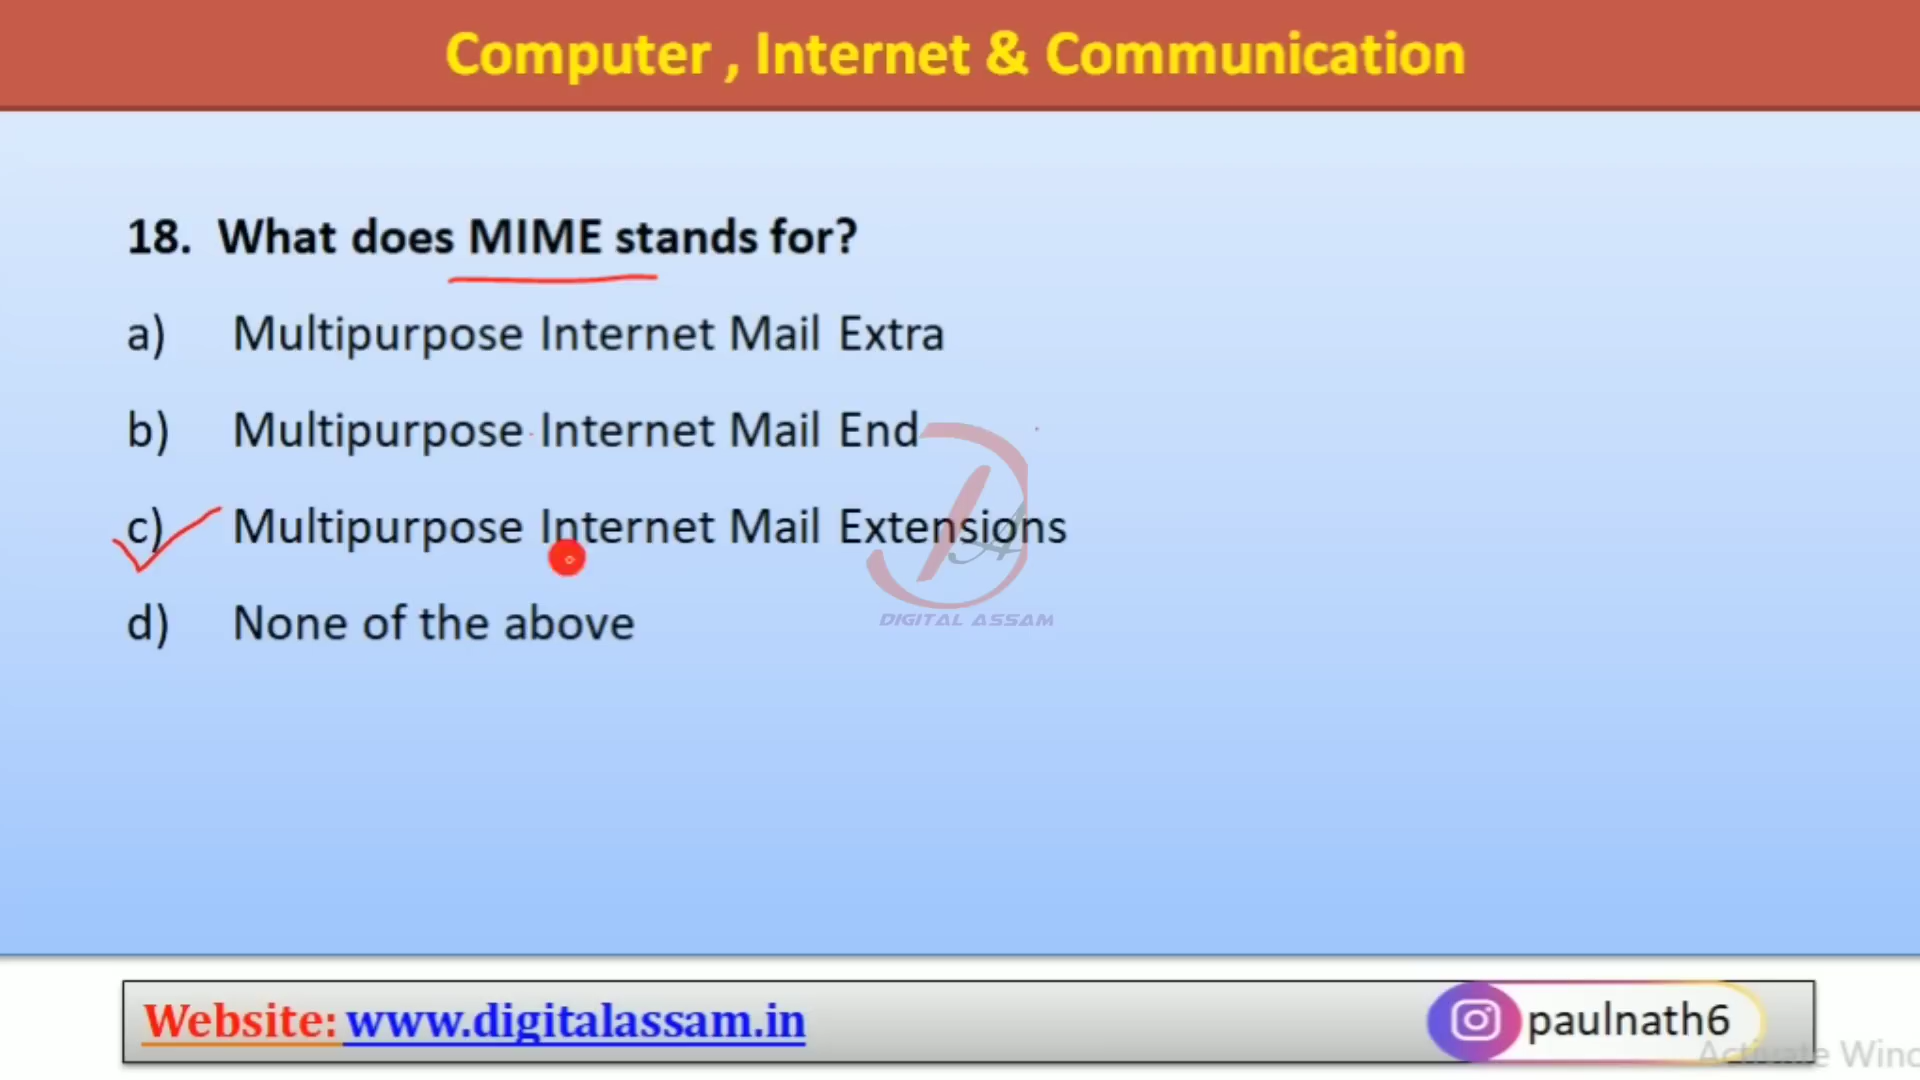 Computer , Internet & Communication
18. What does MIME stands for?
a) Multipurpose Internet Mail Extra
b) Multipurpose Internet Mail End
c) Multipurpose Internet Mail Extensions
d) None of the above
DIGITAL ASSAM
Website: www.digitalassam.in
paulnath6
Activate